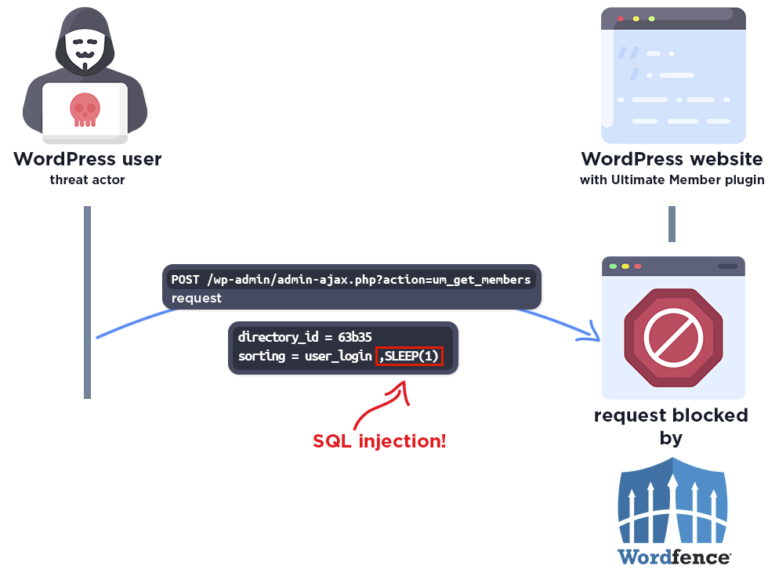 WordPress user
threat actor
WordPress website
with Ultimate Member plugin
POST /wp-admin/admin-ajax.php?action=um_get_members
request
directory_id = 63b35
sorting = user_login ,SLEEP(1)
SQL injection!
request blocked
by
Wordfence